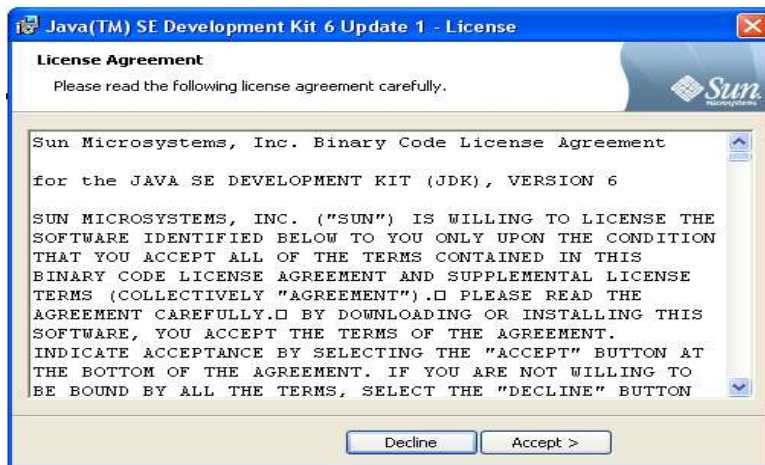 Java(TM) SE Development Kit 6 Update 1 - License
License Agreement
Please read the following license agreement carefully.
Sun
microsystems
Sun Microsystems, Inc. Binary Code License Agreement
for the JAVA SE DEVELOPMENT KIT (JDK), VERSION 6
SUN MICROSYSTEMS, INC. ("SUN") IS WILLING TO LICENSE THE
SOFTWARE IDENTIFIED BELOW TO YOU ONLY UPON THE CONDITION
THAT YOU ACCEPT ALL OF THE TERMS CONTAINED IN THIS
BINARY CODE LICENSE AGREEMENT AND SUPPLEMENTAL LICENSE
TERMS (COLLECTIVELY "AGREEMENT").□ PLEASE READ THE
AGREEMENT CAREFULLY.□ BY DOWNLOADING OR INSTALLING THIS
SOFTWARE, YOU ACCEPT THE TERMS OF THE AGREEMENT.
INDICATE ACCEPTANCE BY SELECTING THE "ACCEPT" BUTTON AT
THE BOTTOM OF THE AGREEMENT. IF YOU ARE NOT WILLING TO
BE BOUND BY ALL THE TERMS, SELECT THE "DECLINE" BUTTON
Decline
Accept >